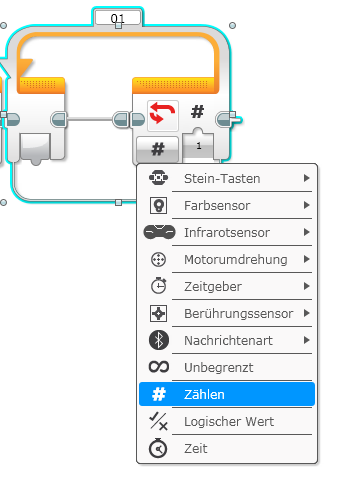 01
#
# 1
Stein-Tasten
Farbsensor
Infrarotsensor
Motorumdrehung
Zeitgeber
Berührungssensor
Nachrichtenart
Unbegrenzt
# Zählen
Logischer Wert
Zeit